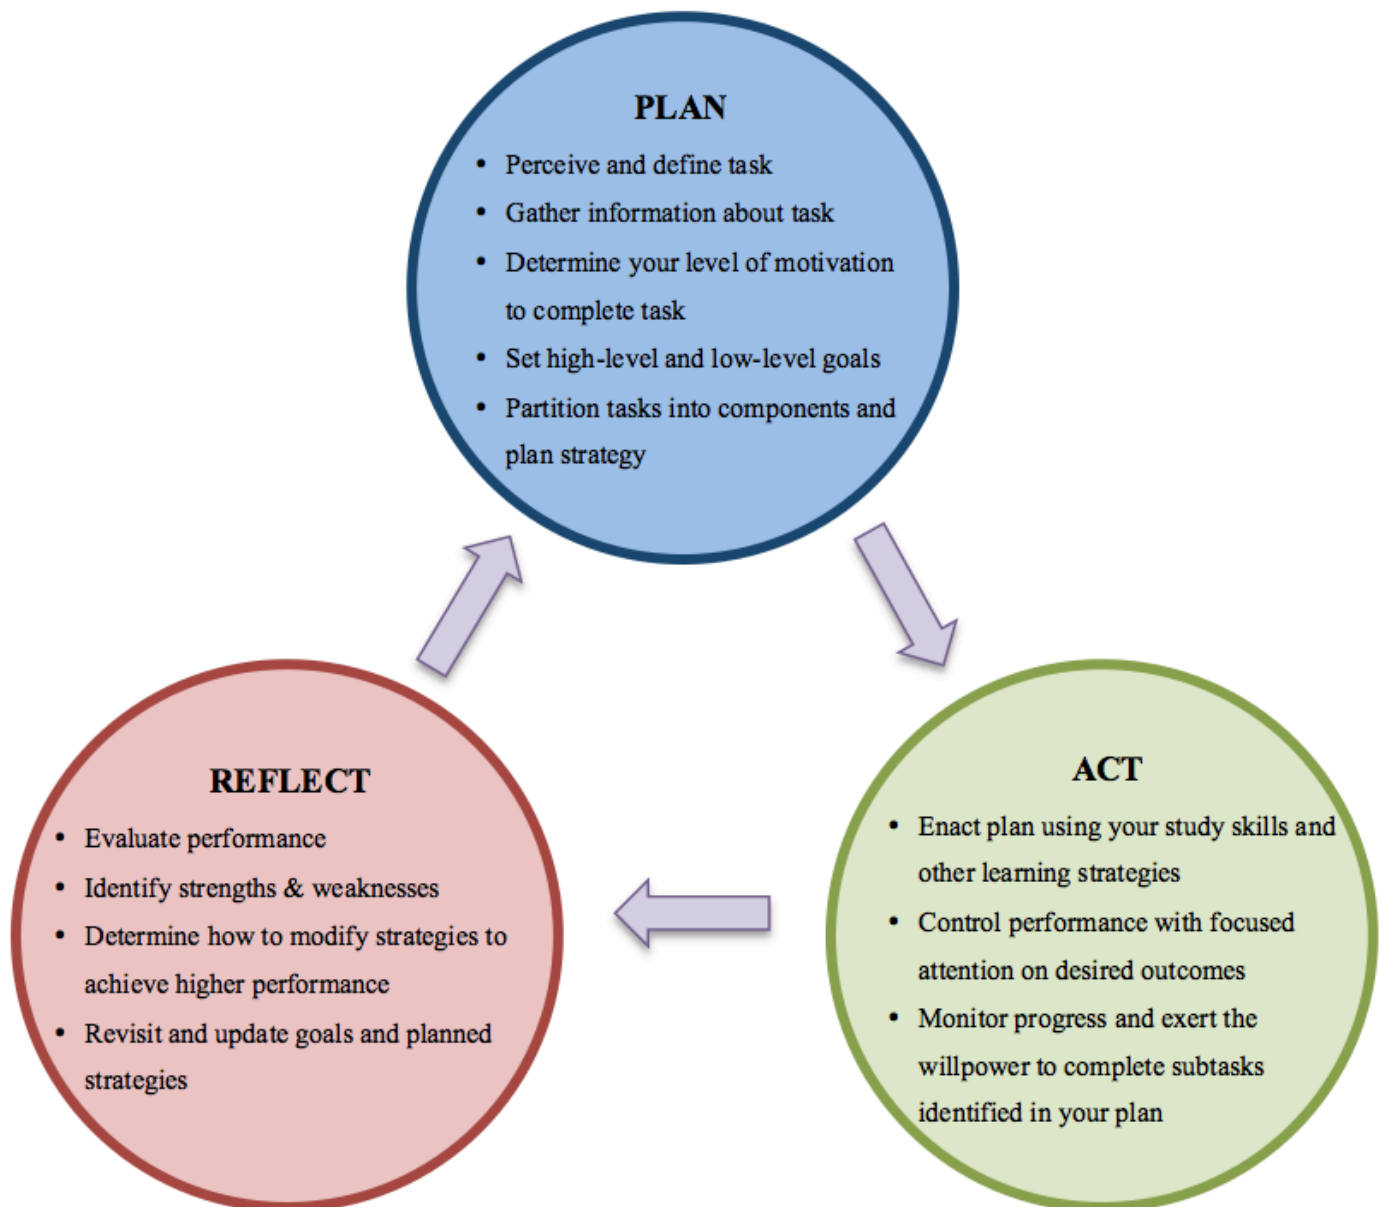 PLAN
• Perceive and define task
• Gather information about task
• Determine your level of motivation
to complete task
• Set high-level and low-level goals
• Partition tasks into components and
plan strategy
ACT
• Enact plan using your study skills and
other learning strategies
• Control performance with focused
attention on desired outcomes
• Monitor progress and exert the
willpower to complete subtasks
identified in your plan
REFLECT
• Evaluate performance
• Identify strengths & weaknesses
• Determine how to modify strategies to
achieve higher performance
• Revisit and update goals and planned
strategies